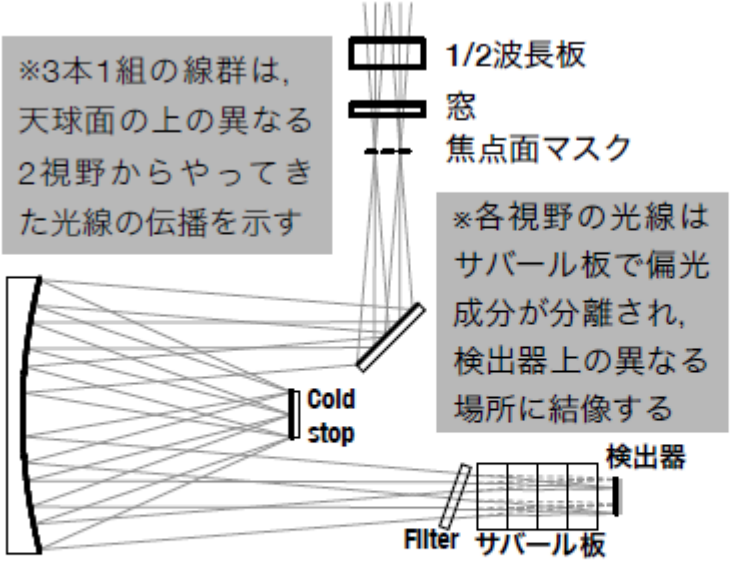 ※3本1組の線群は,
天球面の上の異なる
2視野からやってき
た光線の伝播を示す
1/2波長板
窓
焦点面マスク
※各視野の光線は
サバール板で偏光
成分が分離され,
検出器上の異なる
場所に結像する
Cold
stop
検出器
Filter
サバール板